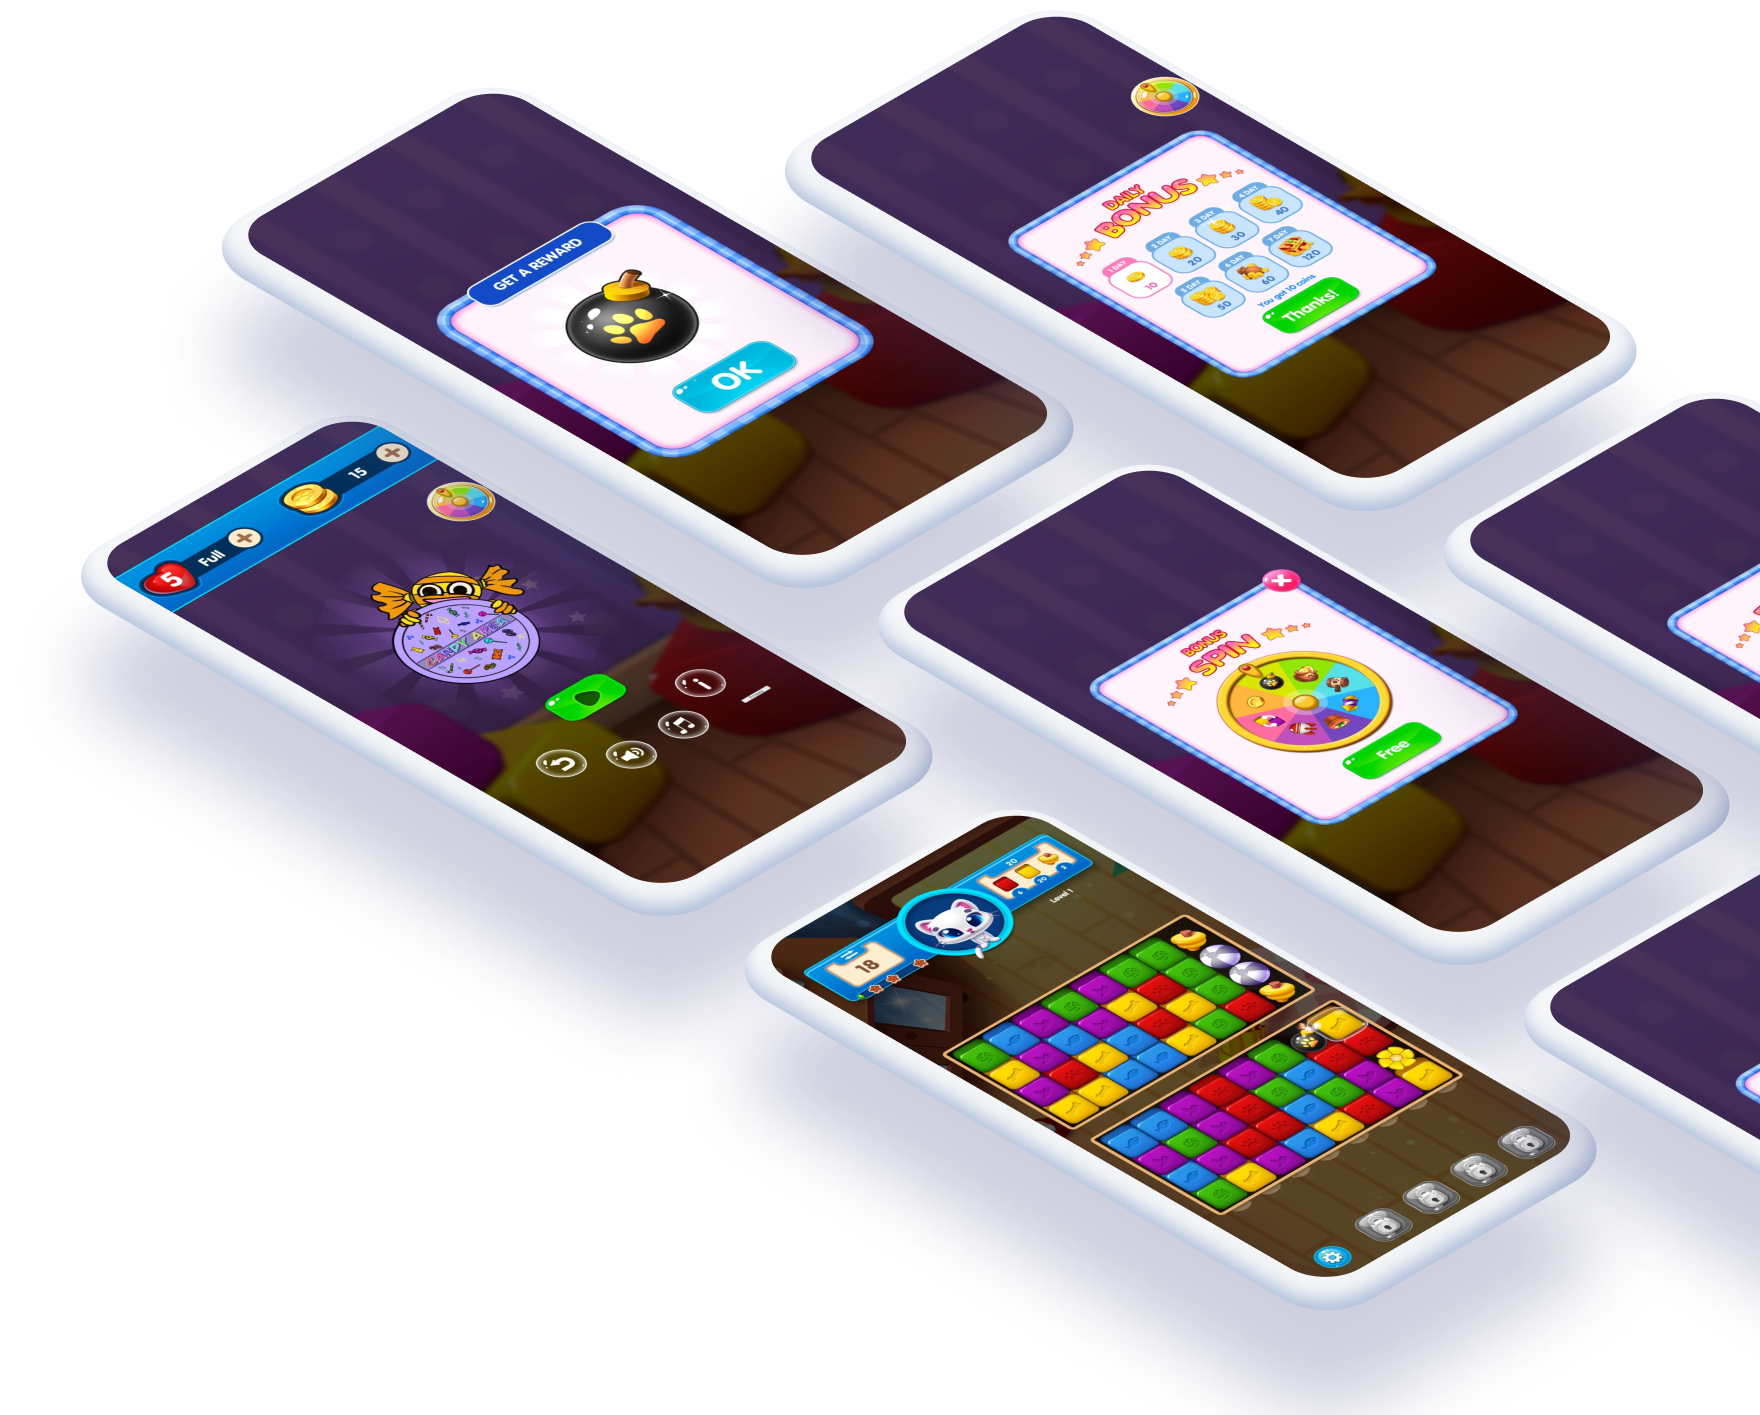 GET A REWARD
OK
DAILY
BONUS
1 DAY
10
2 DAY
20
3 DAY
30
4 DAY
40
5 DAY
50
6 DAY
60
7 DAY
120
You got 10 coins
Thanks!
5
Full
15
CANDY APEA
BONUS
SPIN
Free
18
20
20
Level 1